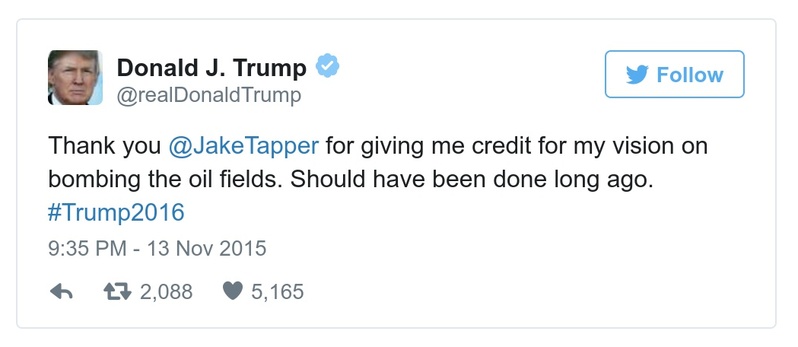 Donald J. Trump
@realDonaldTrump
Follow
Thank you @JakeTapper for giving me credit for my vision on
bombing the oil fields. Should have been done long ago.
#Trump2016
9:35 PM - 13 Nov 2015
2,088 5,165